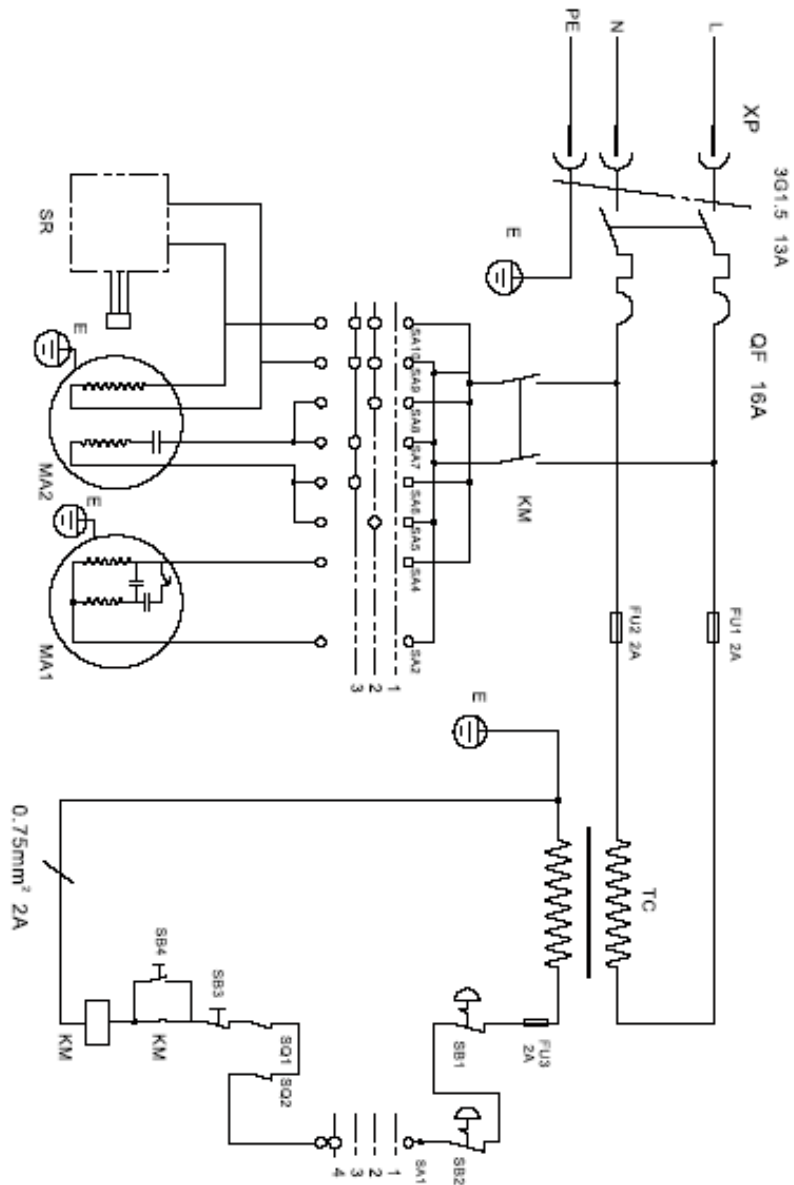 L
N
PE
XP
3G1.5 13A
E
QF 16A
SR
E
MA2
E
MA1
SA10
SA9
SA8
SA7
SA6
SA5
SA4
SA2
1
2
3
KM
FU1 2A
FU2 2A
E
TC
0.75mm² 2A
FU3
2A
SB1
SB2
SA1
1
2
3
4
SQ1
SQ2
SB3
SB4
KM
KM